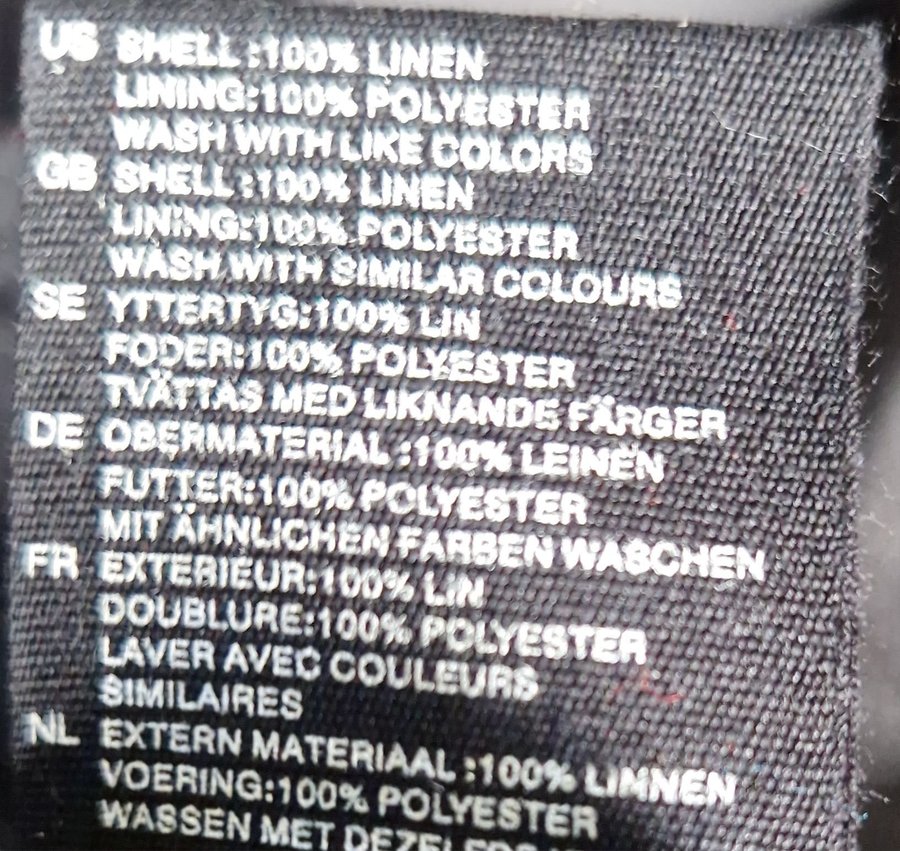 US SHELL :100% LINEN
LINING:100% POLYESTER
WASH WITH LIKE COLORS
GB SHELL :100% LINEN
LINING:100% POLYESTER
WASH WITH SIMILAR COLOURS
SE YTTERTYG:100% LIN
FODER:100% POLYESTER
TVÄTTAS MED LIKNANDE FÄRGER
DE OBERMATERIAL :100% LEINEN
FUTTER:100% POLYESTER
MIT ÄHNLICHEN FARBEN WASCHEN
FR EXTERIEUR:100% LIN
DOUBLURE:100% POLYESTER
LAVER AVEC COULEURS
SIMILAIRES
NL EXTERN MATERIAAL :100% LINNEN
VOERING:100% POLYESTER
WASSEN MET